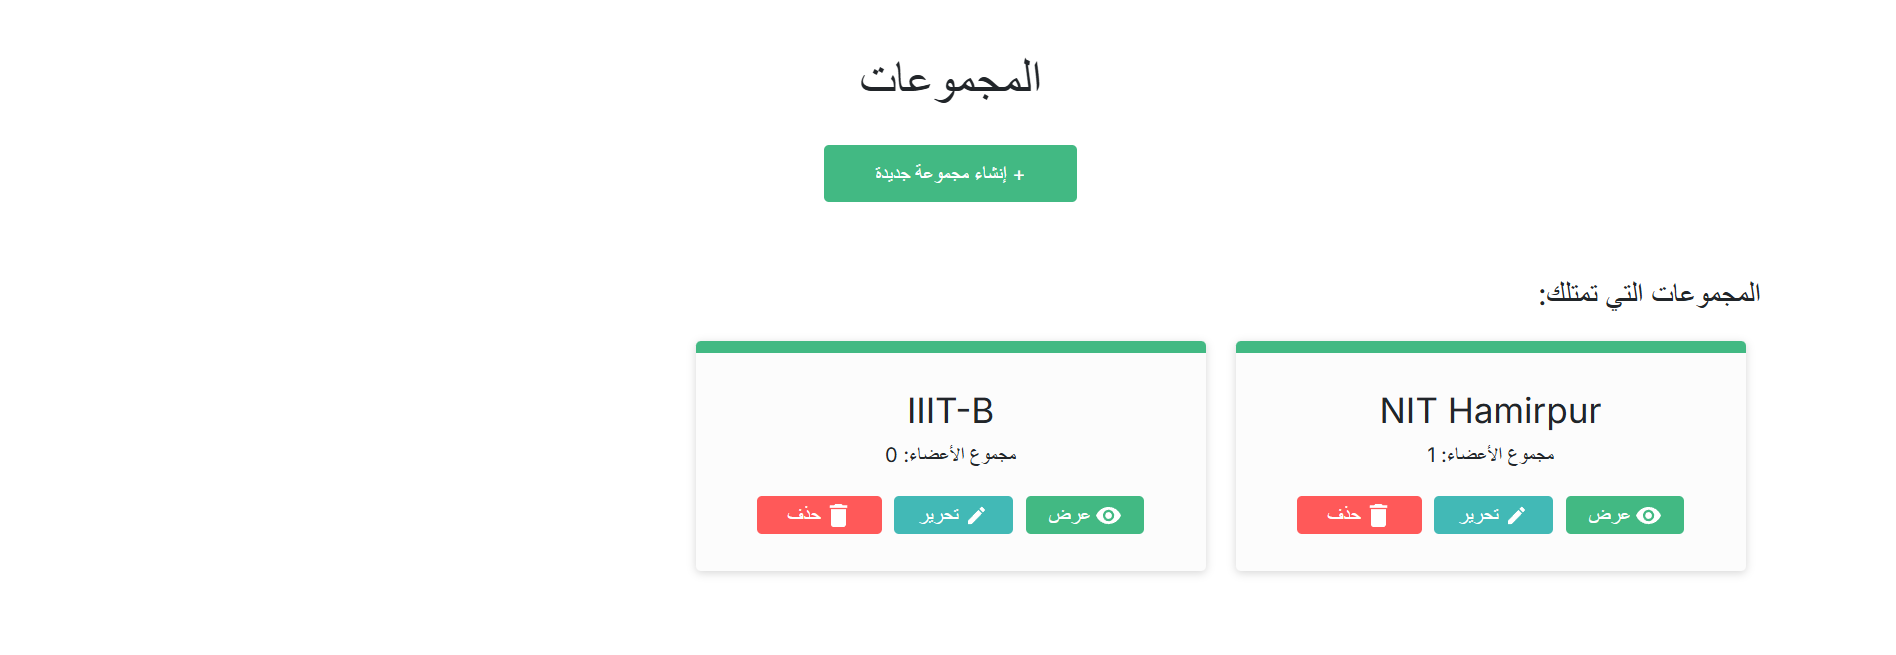 المجموعات
+ إنشاء مجموعة جديدة
المجموعات التي تمتلك:
NIT Hamirpur
مجموع الأعضاء: 1
عرض
تحرير
حذف
IIIT-B
مجموع الأعضاء: 0
عرض
تحرير
حذف